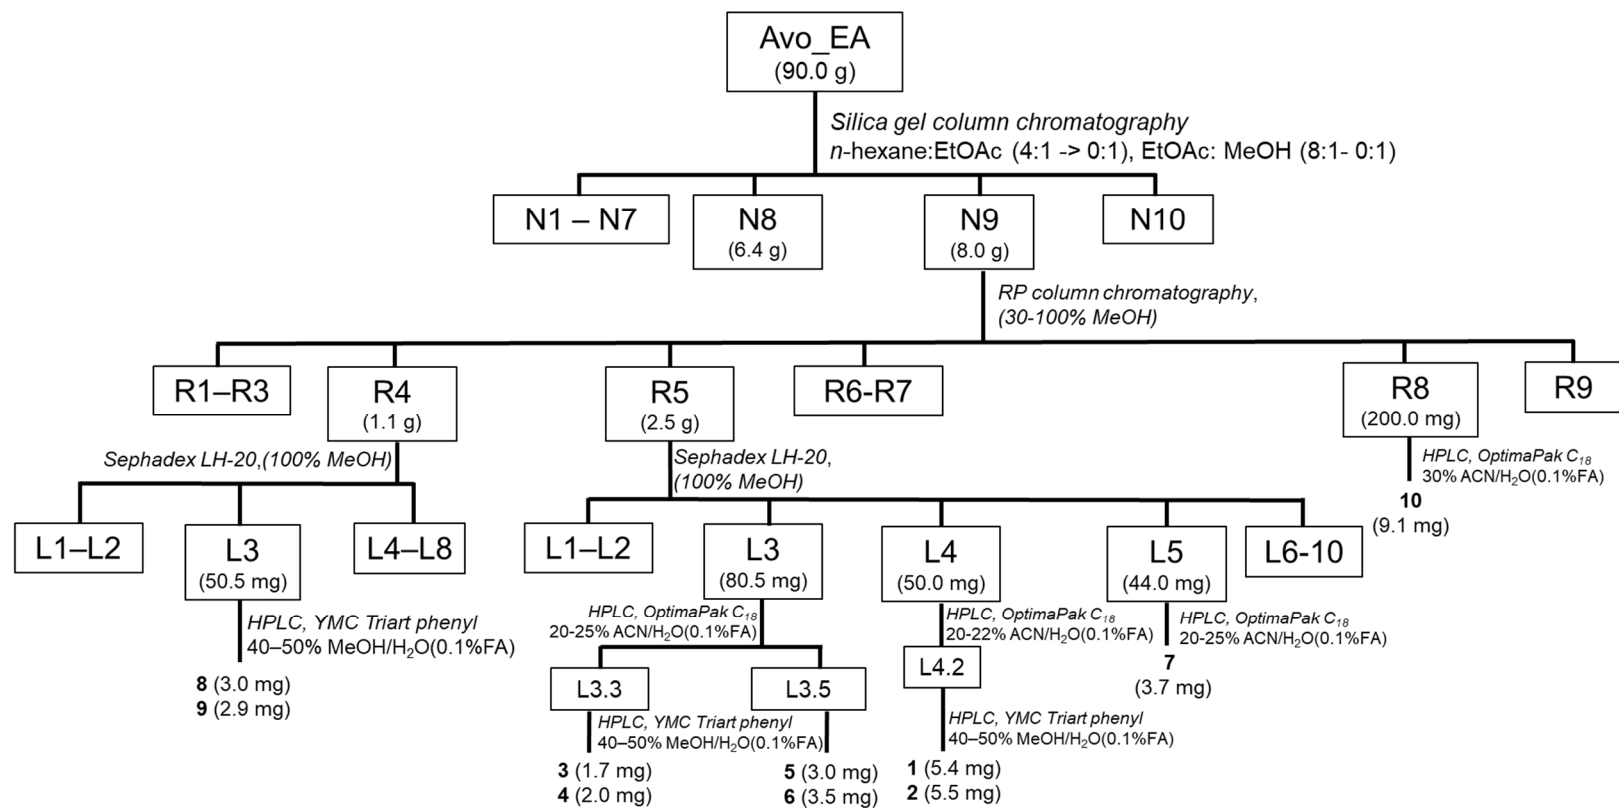 Avo_EA
(90.0 g)
Silica gel column chromatography
n-hexane:EtOAc (4:1 -> 0:1), EtOAc: MeOH (8:1- 0:1)
N1 – N7
N8
(6.4 g)
N9
(8.0 g)
N10
RP column chromatography,
(30-100% MeOH)
R1–R3
R4
(1.1 g)
R5
(2.5 g)
R6-R7
R8
(200.0 mg)
R9
Sephadex LH-20,(100% MeOH)
Sephadex LH-20,
(100% MeOH)
HPLC, OptimaPak C₁₈
30% ACN/H₂O(0.1%FA)
10
(9.1 mg)
L1–L2
L3
(50.5 mg)
L4–L8
L1–L2
L3
(80.5 mg)
L4
(50.0 mg)
L5
(44.0 mg)
L6-10
HPLC, YMC Triart phenyl
40–50% MeOH/H₂O(0.1%FA)
8 (3.0 mg)
9 (2.9 mg)
HPLC, OptimaPak C₁₈
20-25% ACN/H₂O(0.1%FA)
HPLC, OptimaPak C₁₈
20-22% ACN/H₂O(0.1%FA)
HPLC, OptimaPak C₁₈
20-25% ACN/H₂O(0.1%FA)
7
(3.7 mg)
L3.3
L3.5
L4.2
HPLC, YMC Triart phenyl
40–50% MeOH/H₂O(0.1%FA)
HPLC, YMC Triart phenyl
40–50% MeOH/H₂O(0.1%FA)
3 (1.7 mg)
4 (2.0 mg)
5 (3.0 mg)
6 (3.5 mg)
1 (5.4 mg)
2 (5.5 mg)